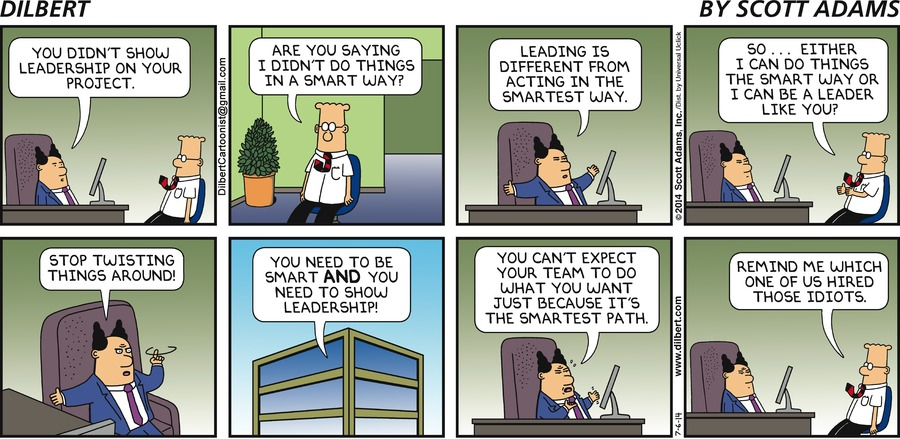 DILBERT
BY SCOTT ADAMS
YOU DIDN'T SHOW
LEADERSHIP ON YOUR
PROJECT.
DilbertCartoonist@gmail.com
ARE YOU SAYING
I DIDN'T DO THINGS
IN A SMART WAY?
LEADING IS
DIFFERENT FROM
ACTING IN THE
SMARTEST WAY.
©2014 Scott Adams, Inc./Dist. by Universal Uclick
SO... EITHER
I CAN DO THINGS
THE SMART WAY OR
I CAN BE A LEADER
LIKE YOU?
STOP TWISTING
THINGS AROUND!
YOU NEED TO BE
SMART AND YOU
NEED TO SHOW
LEADERSHIP!
YOU CAN'T EXPECT
YOUR TEAM TO DO
WHAT YOU WANT
JUST BECAUSE IT'S
THE SMARTEST PATH.
7-6-14
www.dilbert.com
REMIND ME WHICH
ONE OF US HIRED
THOSE IDIOTS.